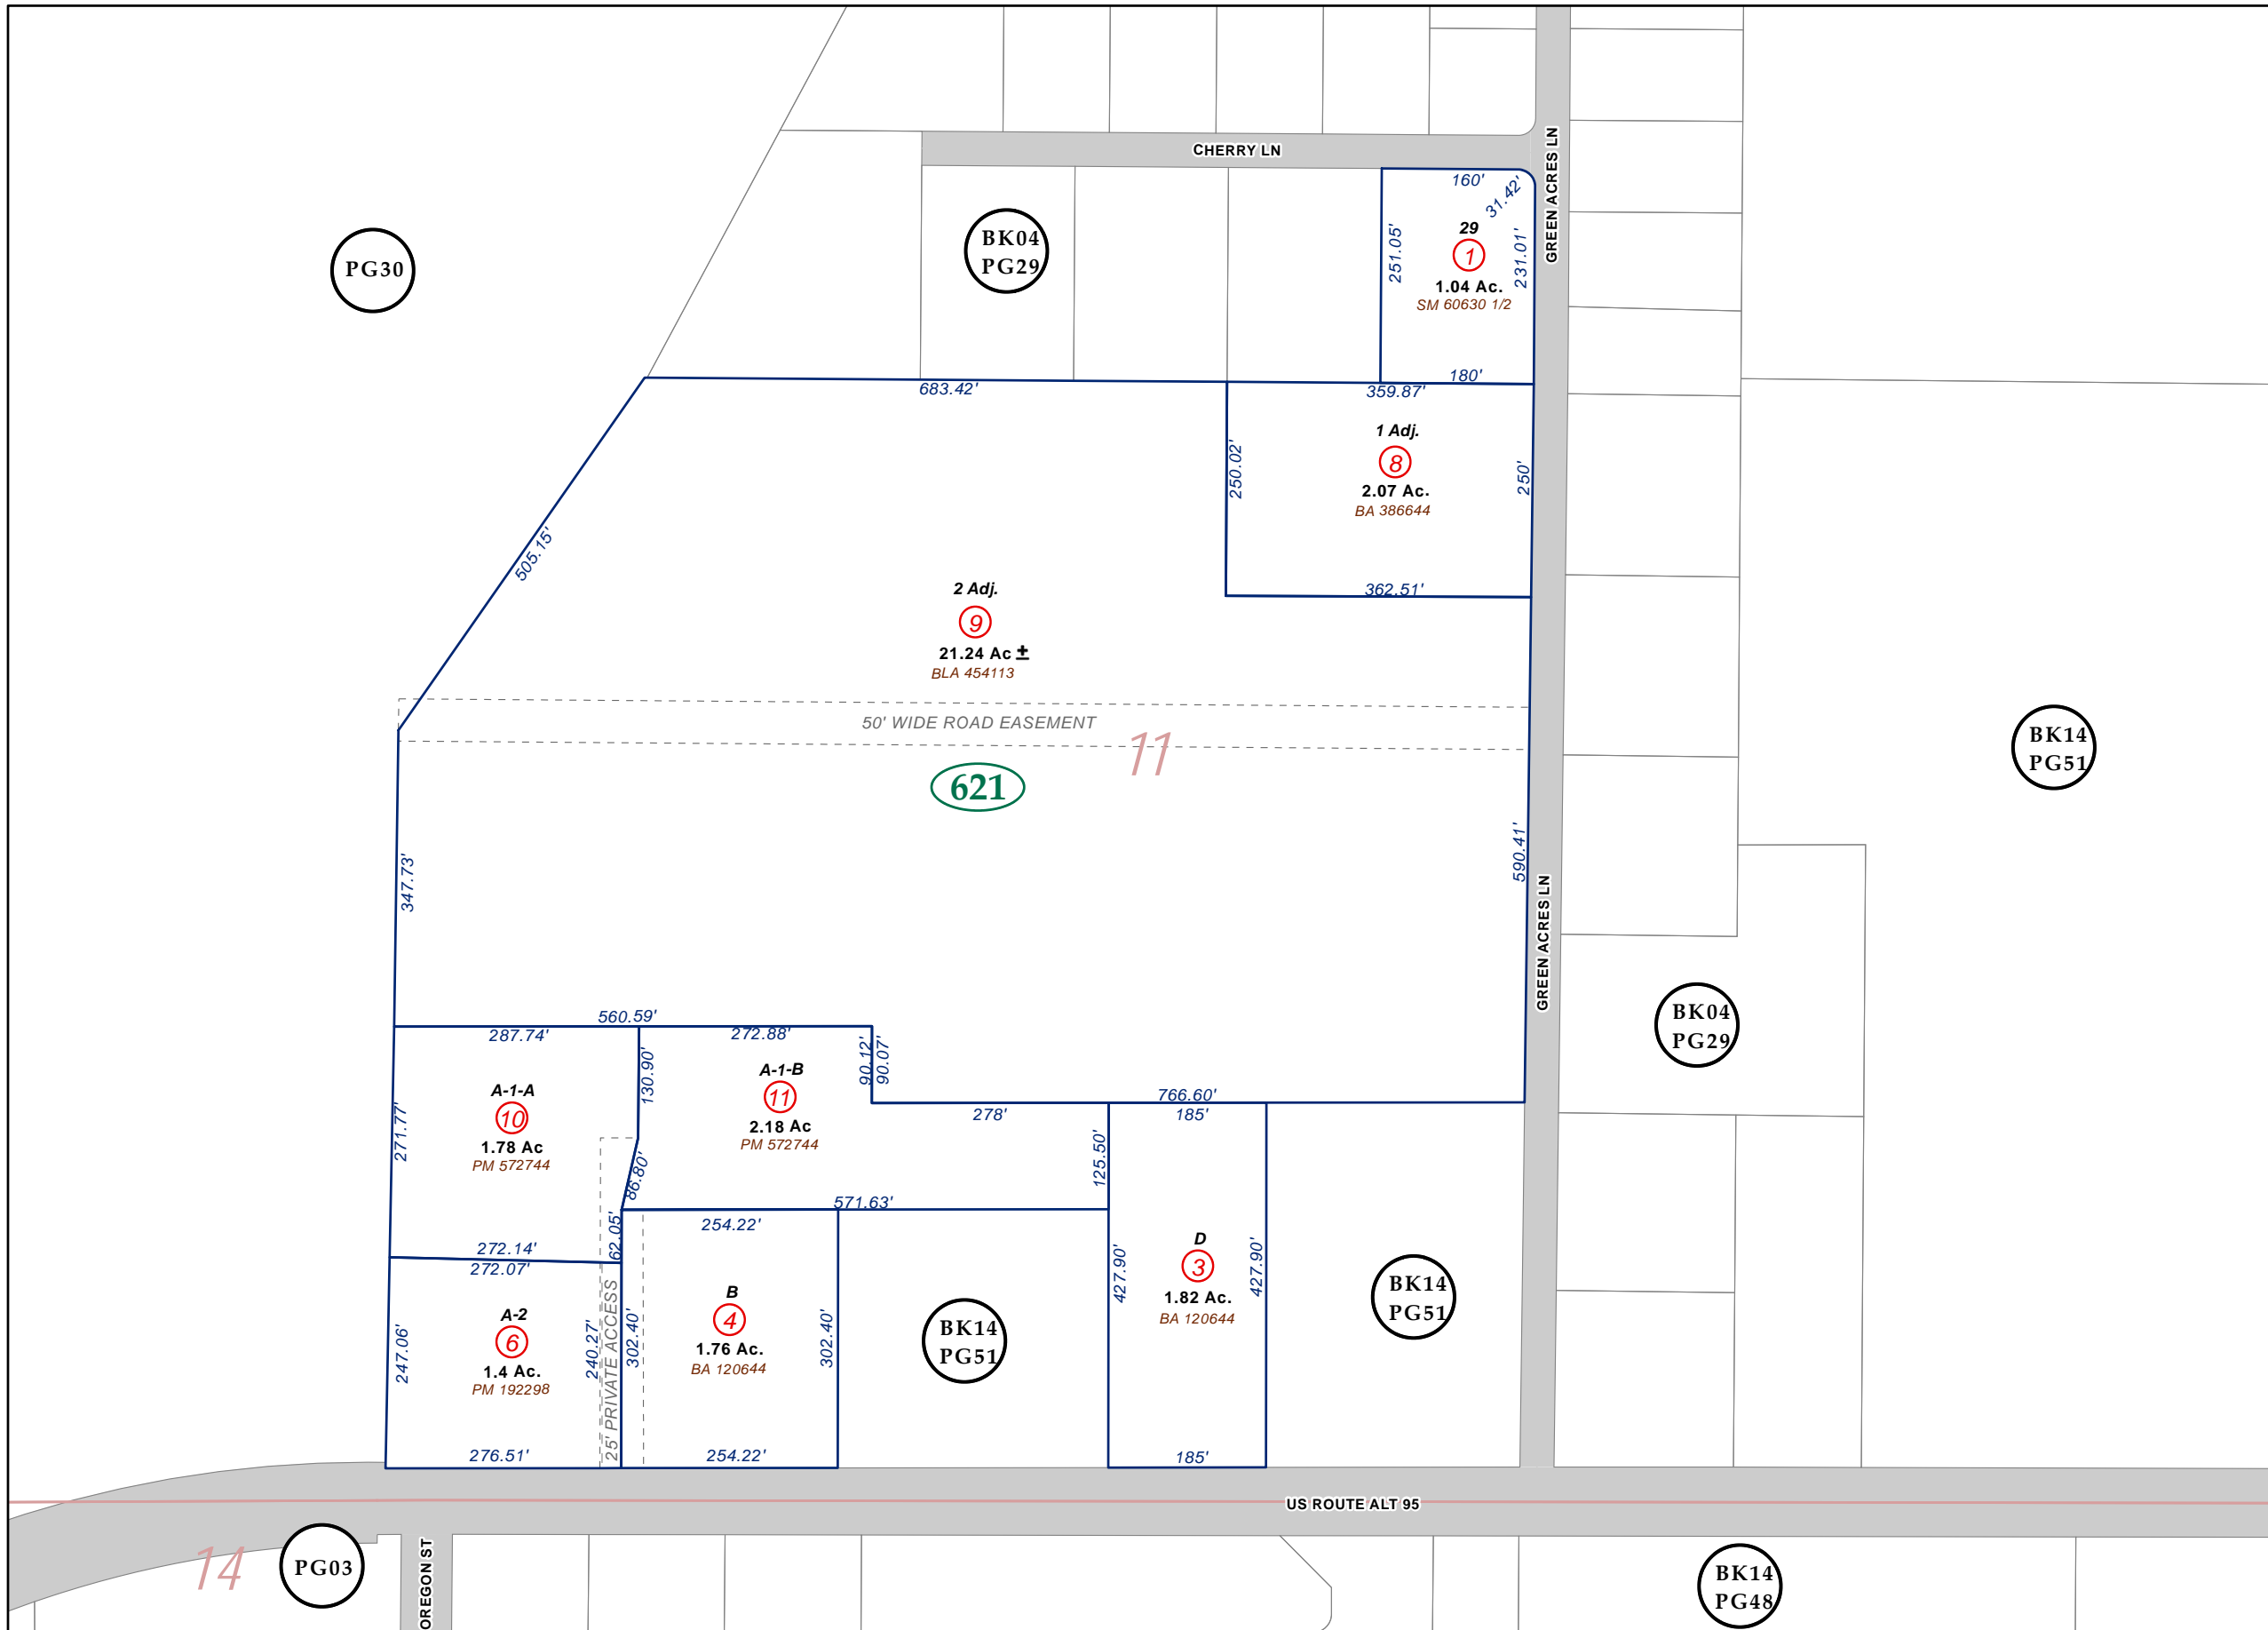 CHERRY LN
GREEN ACRES LN
160'
31.42'
29
1
1.04 Ac.
SM 60630 1/2
251.05'
231.01'
180'
BK04
PG29
PG30
683.42'
359.87'
1 Adj.
8
2.07 Ac.
BA 386644
250.02'
250'
362.51'
505.15'
2 Adj.
9
21.24 Ac ±
BLA 454113
50' WIDE ROAD EASEMENT
11
621
BK14
PG51
347.73'
590.41'
GREEN ACRES LN
BK04
PG29
560.59'
287.74'
272.88'
90.12'
90.07'
130.90'
A-1-A
10
1.78 Ac
PM 572744
271.77'
A-1-B
11
2.18 Ac
PM 572744
766.60'
278'
185'
125.50'
86.80'
571.63'
62.05'
254.22'
272.14'
272.07'
A-2
6
1.4 Ac.
PM 192298
247.06'
240.27'
25' PRIVATE ACCESS
302.40'
B
4
1.76 Ac.
BA 120644
302.40'
BK14
PG51
427.90'
D
3
1.82 Ac.
BA 120644
427.90'
BK14
PG51
276.51'
254.22'
185'
US ROUTE ALT 95
14
PG03
OREGON ST
BK14
PG48